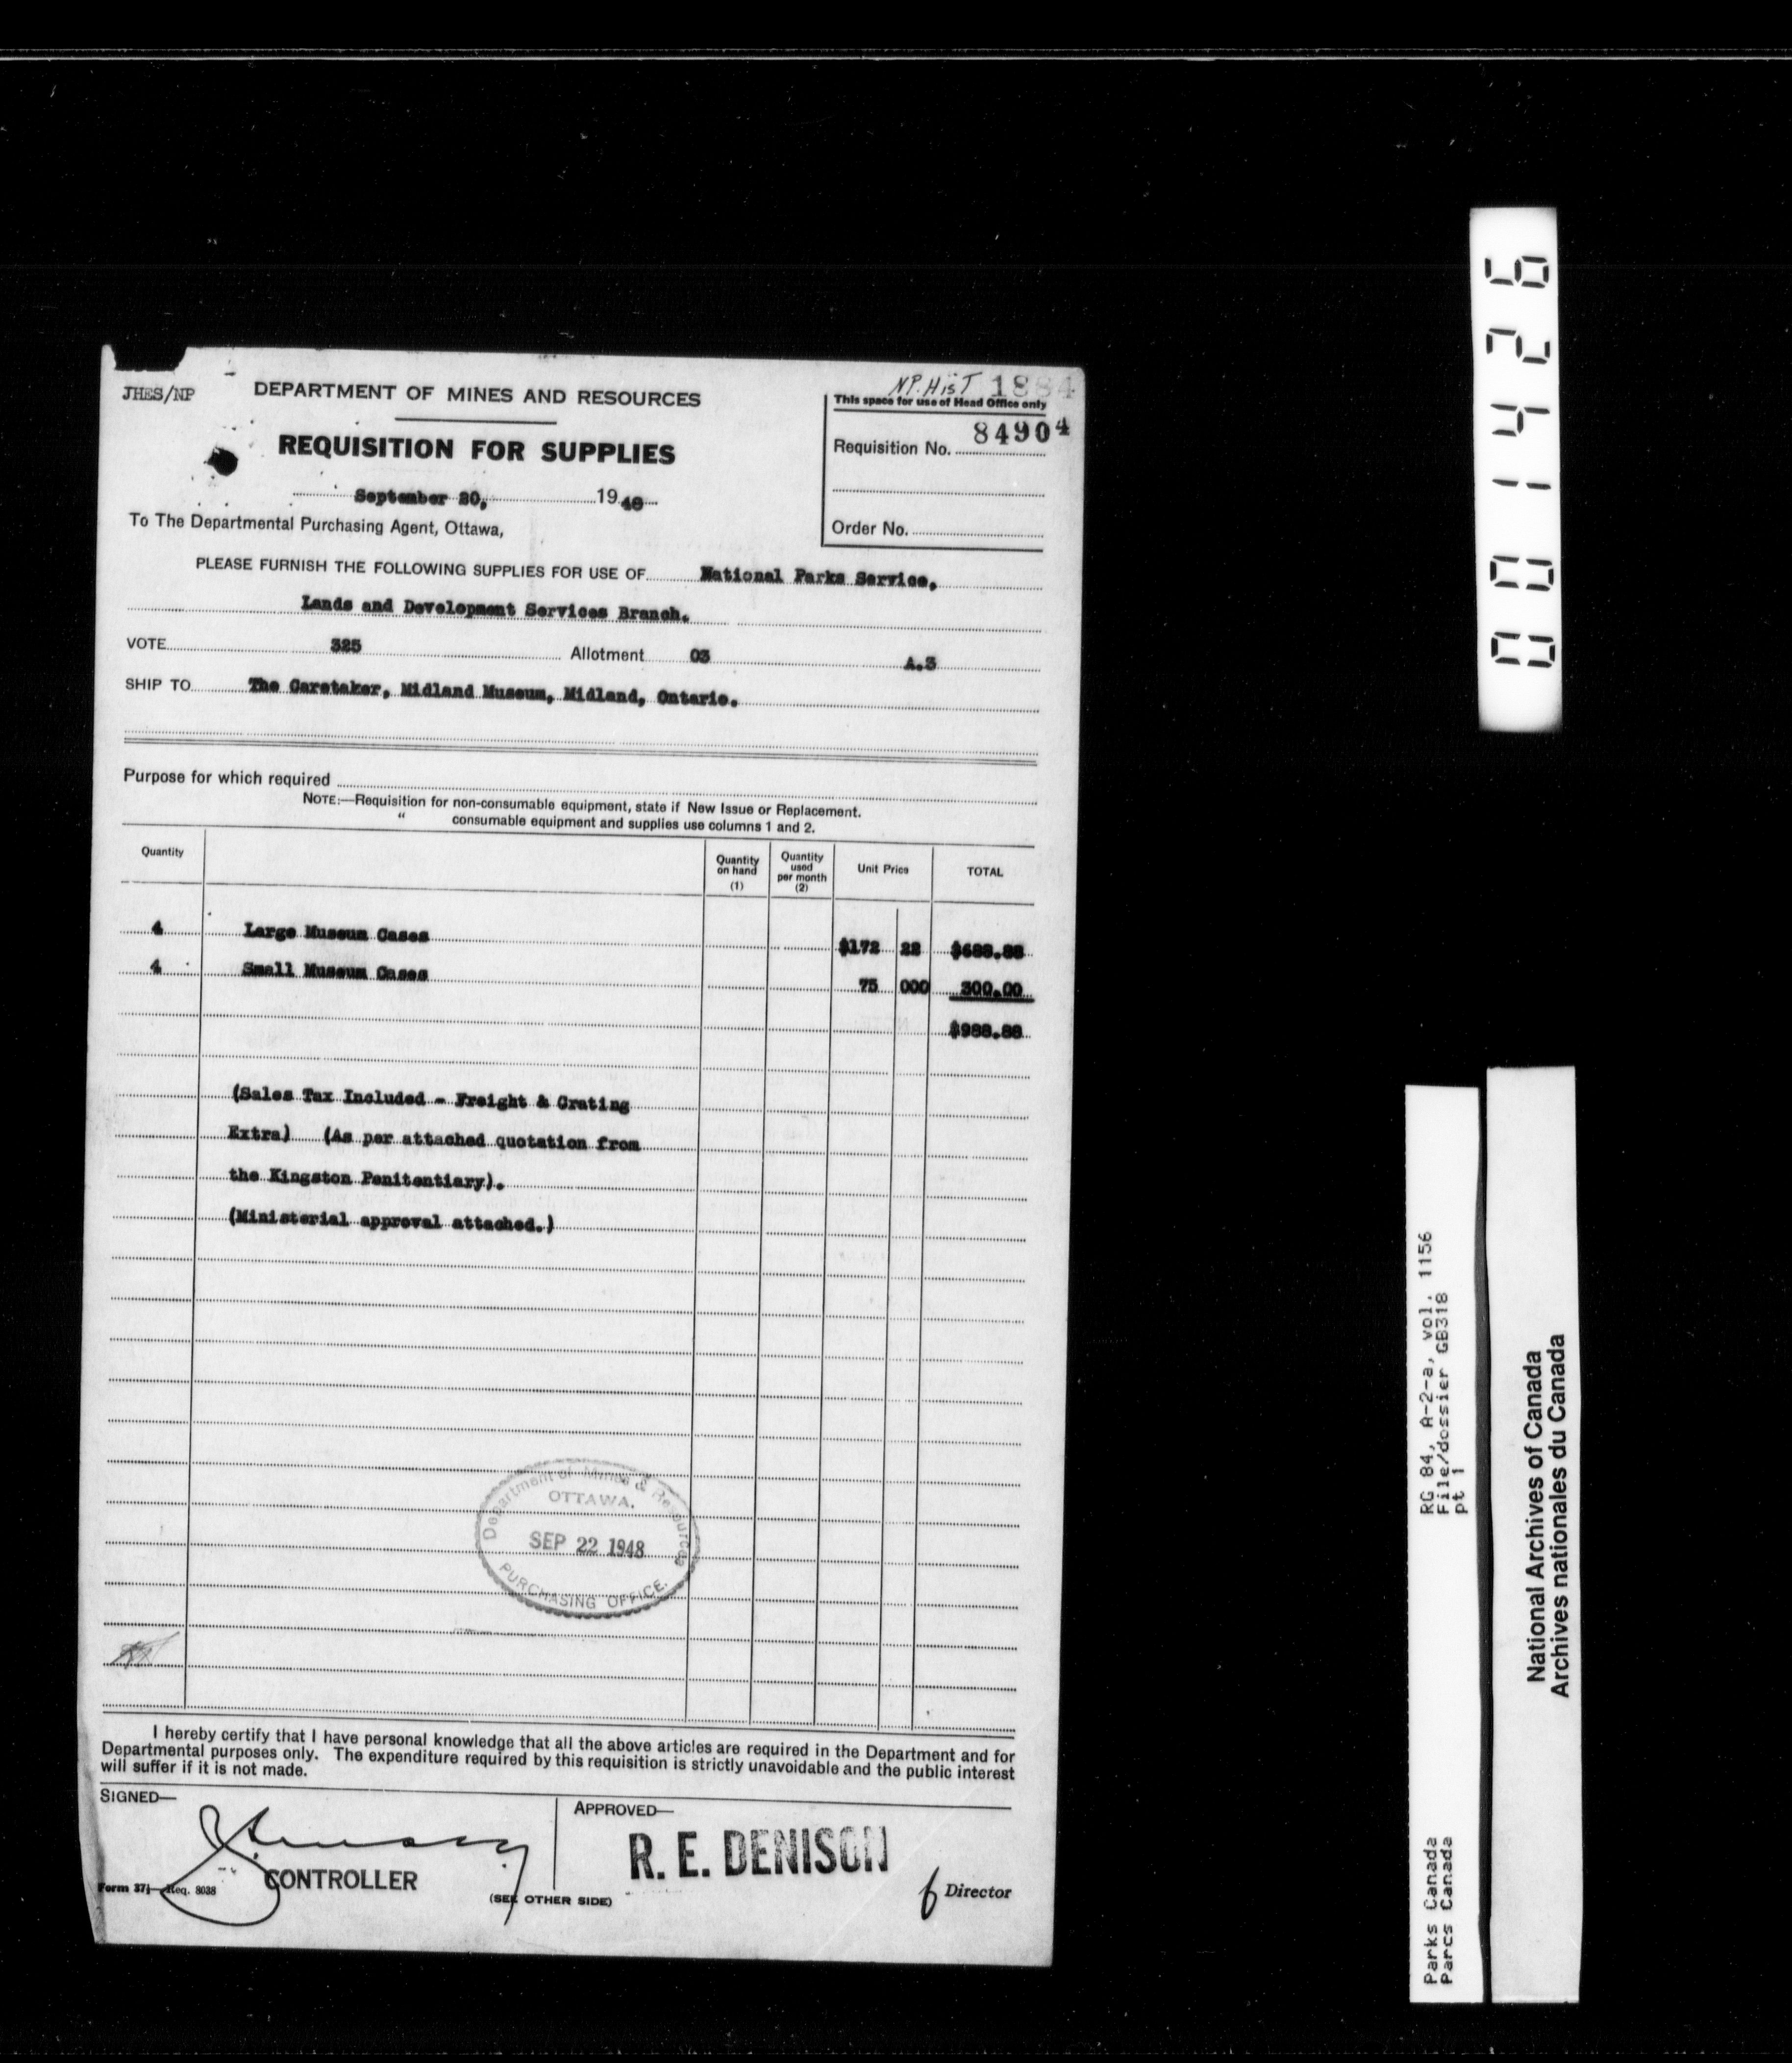 JHES/NP
DEPARTMENT OF MINES AND RESOURCES
NP. HisT 1884
This space for use of Head Office only
REQUISITION FOR SUPPLIES
Requisition No. 84904
September 20, 1948
To The Departmental Purchasing Agent, Ottawa,
Order No.
PLEASE FURNISH THE FOLLOWING SUPPLIES FOR USE OF National Parks Service,
Lands and Development Services Branch.
VOTE 325 Allotment 03 A.3
SHIP TO The Caretaker, Midland Museum, Midland, Ontario.
Purpose for which required
NOTE:—Requisition for non-consumable equipment, state if New Issue or Replacement.
" consumable equipment and supplies use columns 1 and 2.
Quantity Quantity on hand (1) Quantity used per month (2) Unit Price TOTAL
4 Large Museum Cases $172 22 $688.88
4 Small Museum Cases 75 000 300.00
$988.88
(Sales Tax Included - Freight & Crating
Extra) (As per attached quotation from
the Kingston Penitentiary).
(Ministerial approval attached.)
Department of Mines & Resources
OTTAWA.
SEP 22 1948
PURCHASING OFFICE.
I hereby certify that I have personal knowledge that all the above articles are required in the Department and for
Departmental purposes only. The expenditure required by this requisition is strictly unavoidable and the public interest
will suffer if it is not made.
SIGNED—
APPROVED—
R. E. DENISON
CONTROLLER
Form 37½—Req. 8038
(SEE OTHER SIDE)
Director
001426
RG 84, A-2-a, vol. 1156
File/dossier GB318
pt 1
Parks Canada
Parcs Canada
National Archives of Canada
Archives nationales du Canada